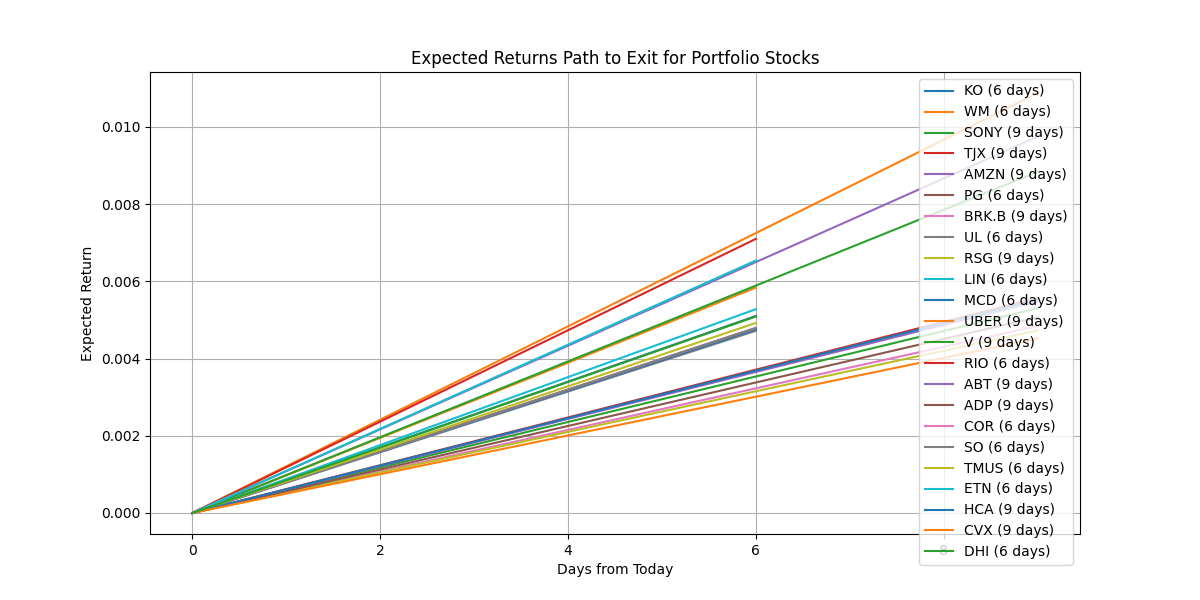 Expected Returns Path to Exit for Portfolio Stocks
Expected Return
0.010
0.008
0.006
0.004
0.002
0.000
0
2
4
6
8
Days from Today
KO (6 days)
WM (6 days)
SONY (9 days)
TJX (9 days)
AMZN (9 days)
PG (6 days)
BRK.B (9 days)
UL (6 days)
RSG (9 days)
LIN (6 days)
MCD (6 days)
UBER (9 days)
V (9 days)
RIO (6 days)
ABT (9 days)
ADP (9 days)
COR (6 days)
SO (6 days)
TMUS (6 days)
ETN (6 days)
HCA (9 days)
CVX (9 days)
DHI (6 days)